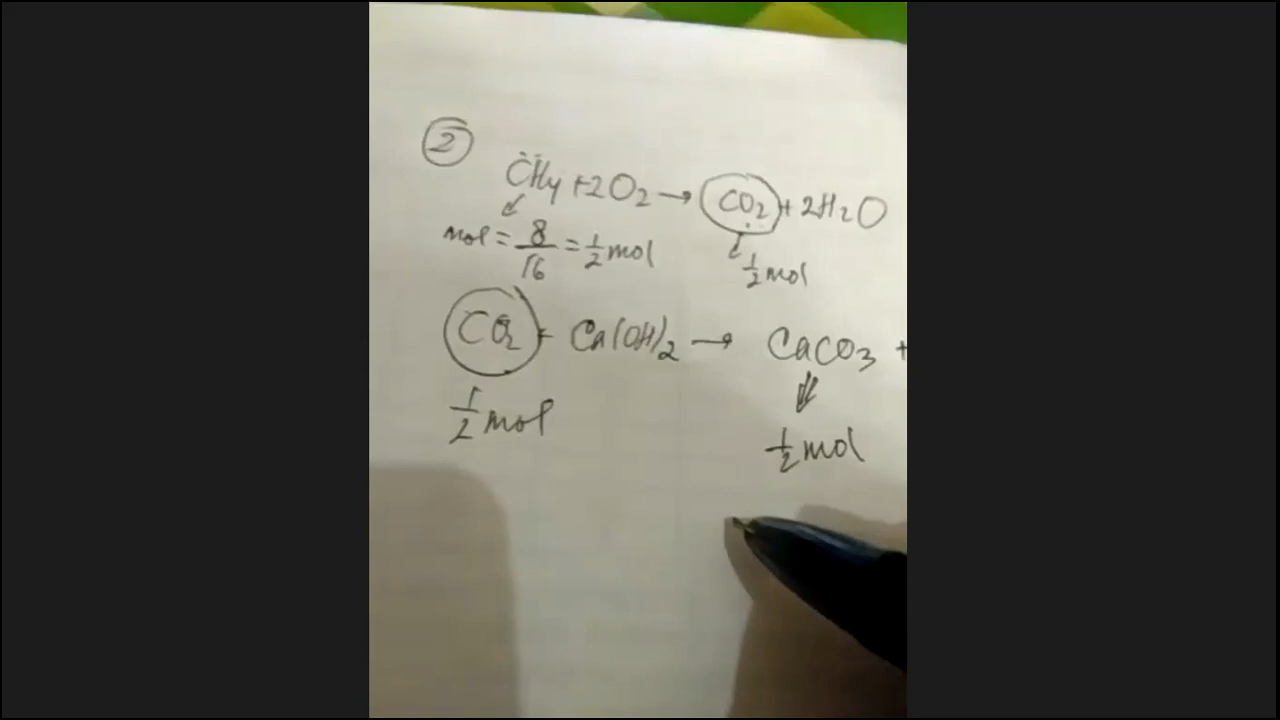 ②
CH4 + 2O2 → CO2 + 2H2O
mol = 8/16 = 1/2 mol
1/2 mol
CO2 + Ca(OH)2 → CaCO3 +
1/2 mol
1/2 mol